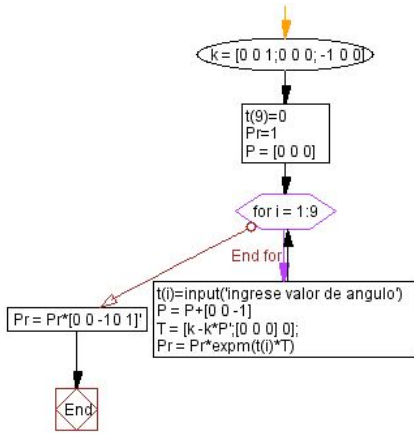 k = [0 0 1;0 0 0; -1 0 0]
t(9)=0
Pr=1
P = [0 0 0]
for i = 1:9
End for
t(i)=input('ingrese valor de angulo')
P = P+[0 0 -1]
T = [k -k*P';[0 0 0] 0];
Pr = Pr*expm(t(i)*T)
Pr = Pr*[0 0 -10 1]'
End